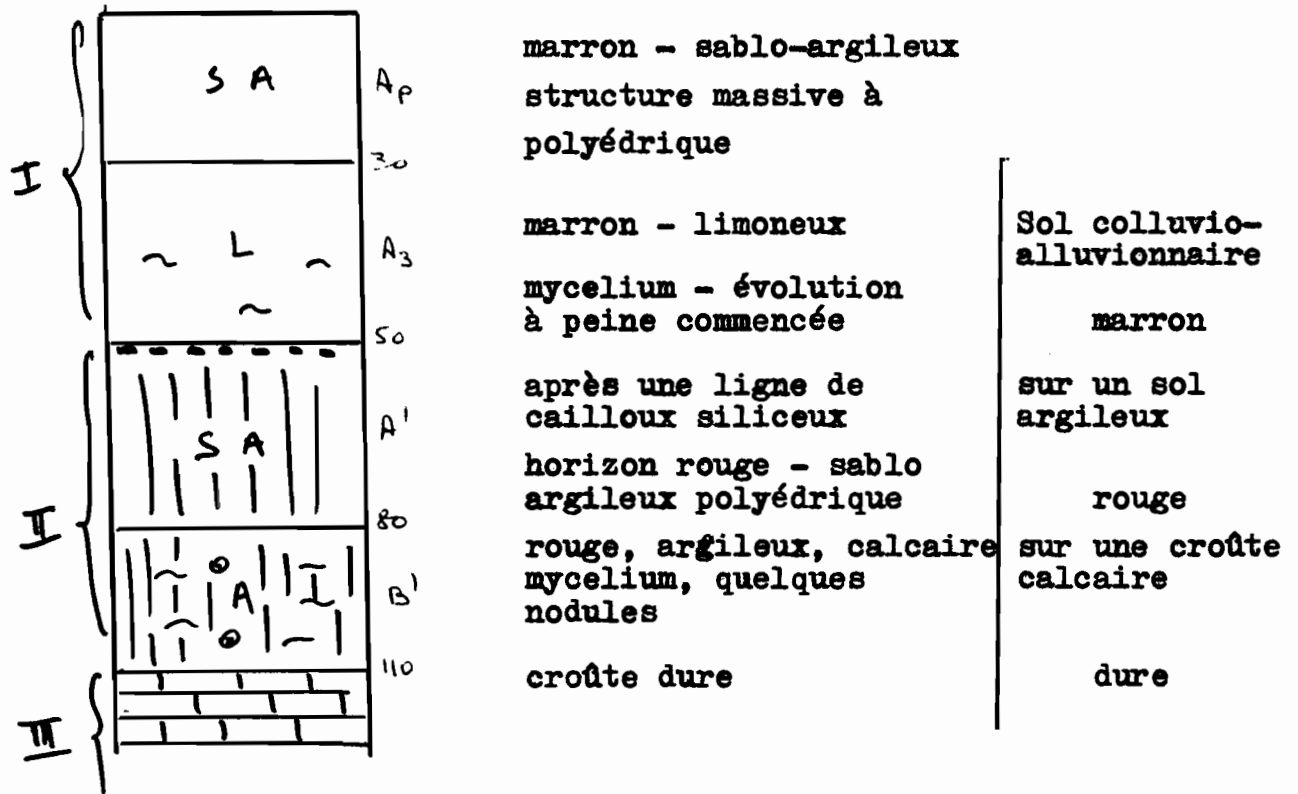 I
S A
Ap
30
marron - sablo-argileux
structure massive à
polyédrique
L
A3
50
marron - limoneux
mycelium - évolution
à peine commencée
Sol colluvio-
alluvionnaire
marron
II
S A
A'
80
après une ligne de
cailloux siliceux
horizon rouge - sablo
argileux polyédrique
sur un sol
argileux
rouge
A
B'
110
rouge, argileux, calcaire
mycelium, quelques
nodules
sur une croûte
calcaire
III
croûte dure
dure